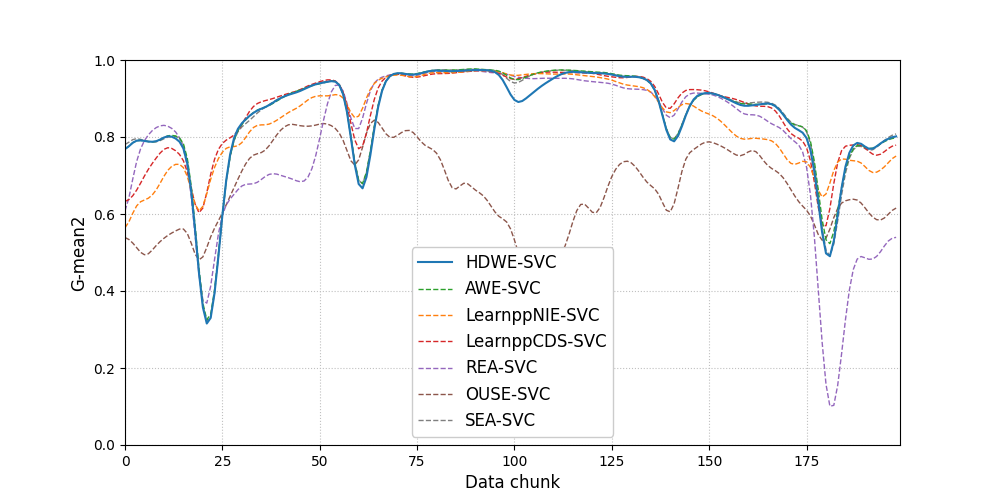 1.0
0.8
0.6
0.4
0.2
0.0
G-mean2
HDWE-SVC
AWE-SVC
LearnppNIE-SVC
LearnppCDS-SVC
REA-SVC
OUSE-SVC
SEA-SVC
0 25 50 75 100 125 150 175
Data chunk